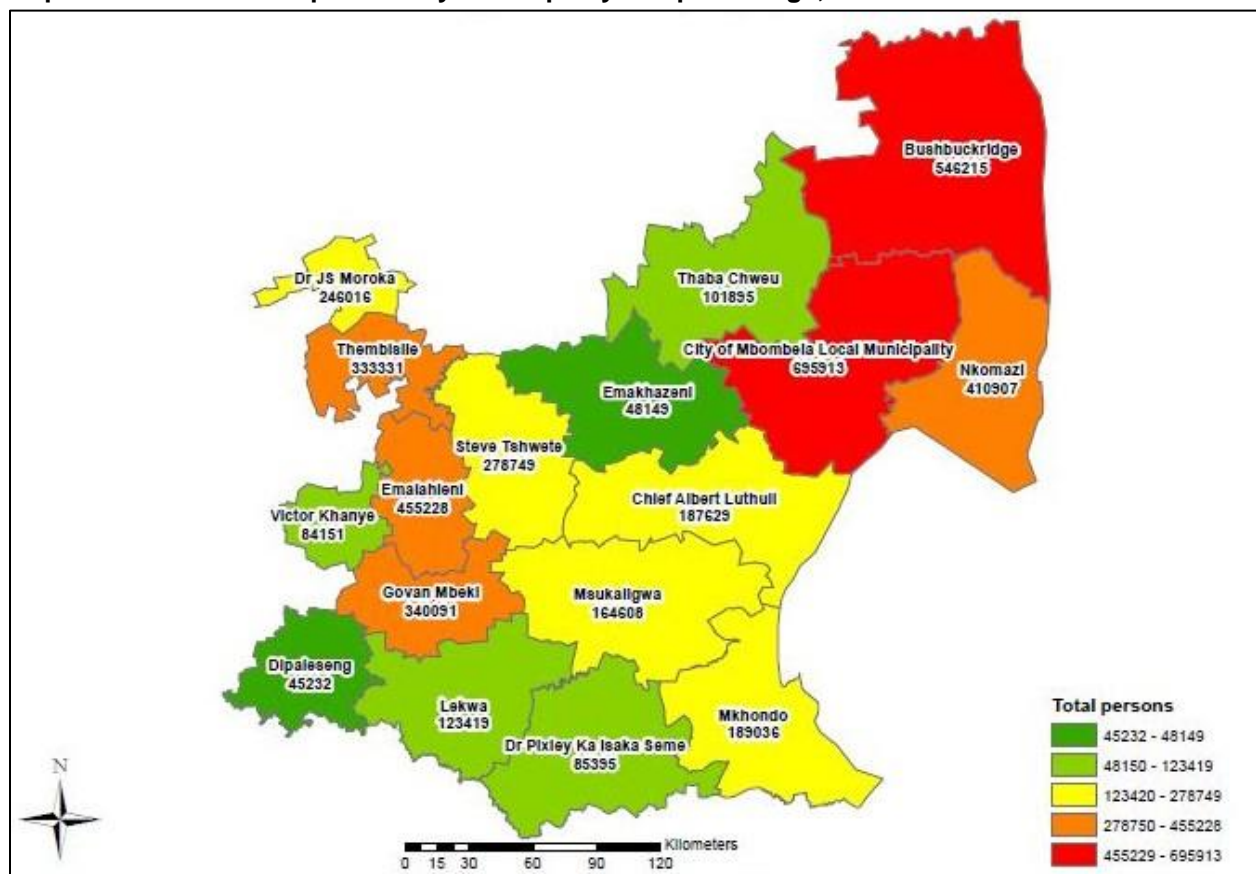 Bushbuckridge
546215
Thaba Chweu
101895
Dr JS Moroka
246016
Thembisile
333331
City of Mbombela Local Municipality
695913
Nkomazi
410907
Emakhazeni
48149
Steve Tshwete
278749
Emalahleni
455228
Chief Albert Luthuli
187629
Victor Khanye
84151
Govan Mbeki
340091
Msukaligwa
164608
Dipaleseng
45232
Lekwa
123419
Mkhondo
189036
Dr Pixley Ka Isaka Seme
85395
Total persons
45232 - 48149
48150 - 123419
123420 - 278749
278750 - 455228
455229 - 695913
N
Kilometers
0 15 30 60 90 120